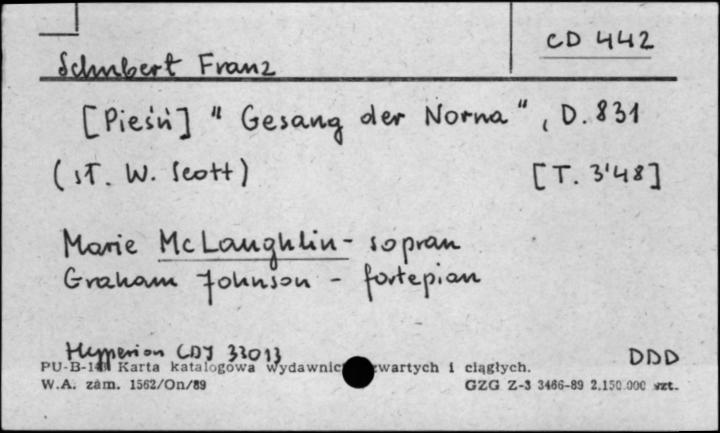 CD 442
Schubert Franz
[Pieśń] " Gesang der Norna", D. 831
(sł. W. Scott) [T. 3'48]
Marie McLaughlin - sopran
Graham Johnson - fortepian
Hyperion CDJ 33013 DDD
Karta katalogowa wydawnic wartych i ciągłych.
W.A. zam. 1562/On/89 GZG Z-3 3466-89 2.150.000 szt.